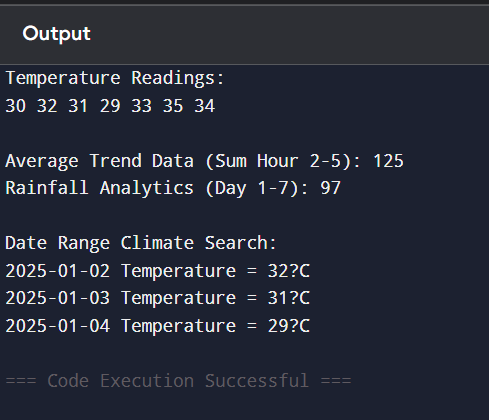 Output
Temperature Readings:
30 32 31 29 33 35 34
Average Trend Data (Sum Hour 2-5): 125
Rainfall Analytics (Day 1-7): 97
Date Range Climate Search:
2025-01-02 Temperature = 32?C
2025-01-03 Temperature = 31?C
2025-01-04 Temperature = 29?C
=== Code Execution Successful ===